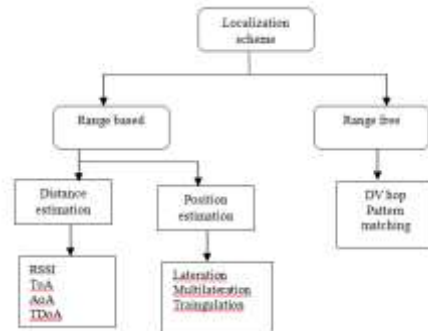 Localization
scheme
Range based
Range free
Distance
estimation
Position
estimation
DV hop
Pattern
matching
RSSI
ToA
AoA
TDoA
Lateration
Multilateration
Traingulation